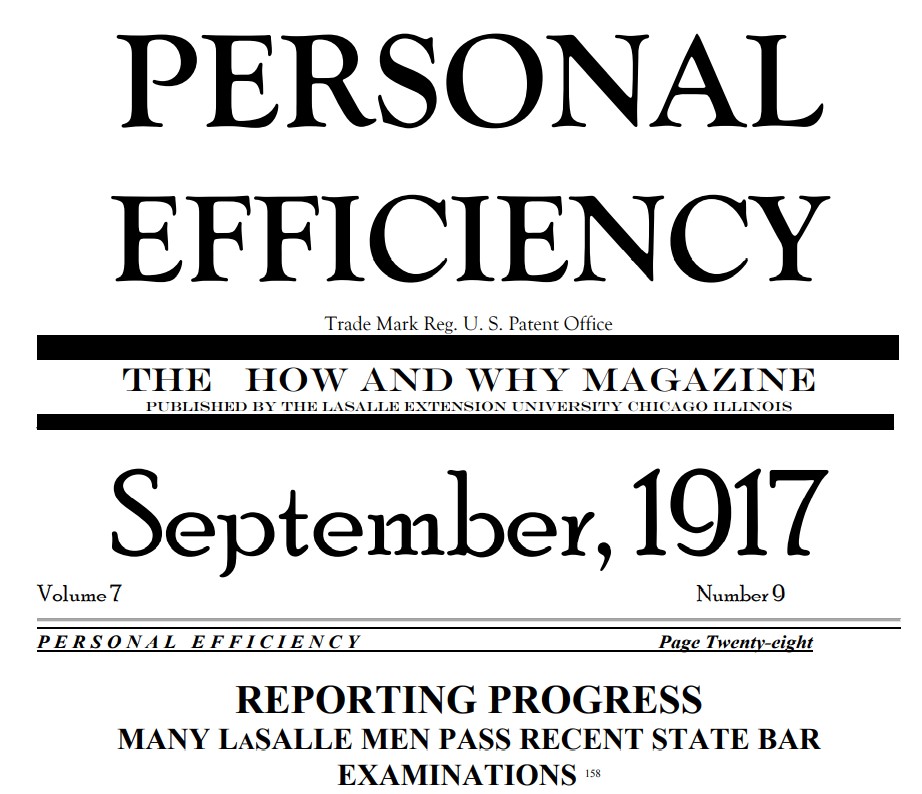 PERSONAL
EFFICIENCY
Trade Mark Reg. U. S. Patent Office
THE HOW AND WHY MAGAZINE
PUBLISHED BY THE LASALLE EXTENSION UNIVERSITY CHICAGO ILLINOIS
September, 1917
Volume 7 Number 9
PERSONAL EFFICIENCY Page Twenty-eight
REPORTING PROGRESS
MANY LASALLE MEN PASS RECENT STATE BAR
EXAMINATIONS 158